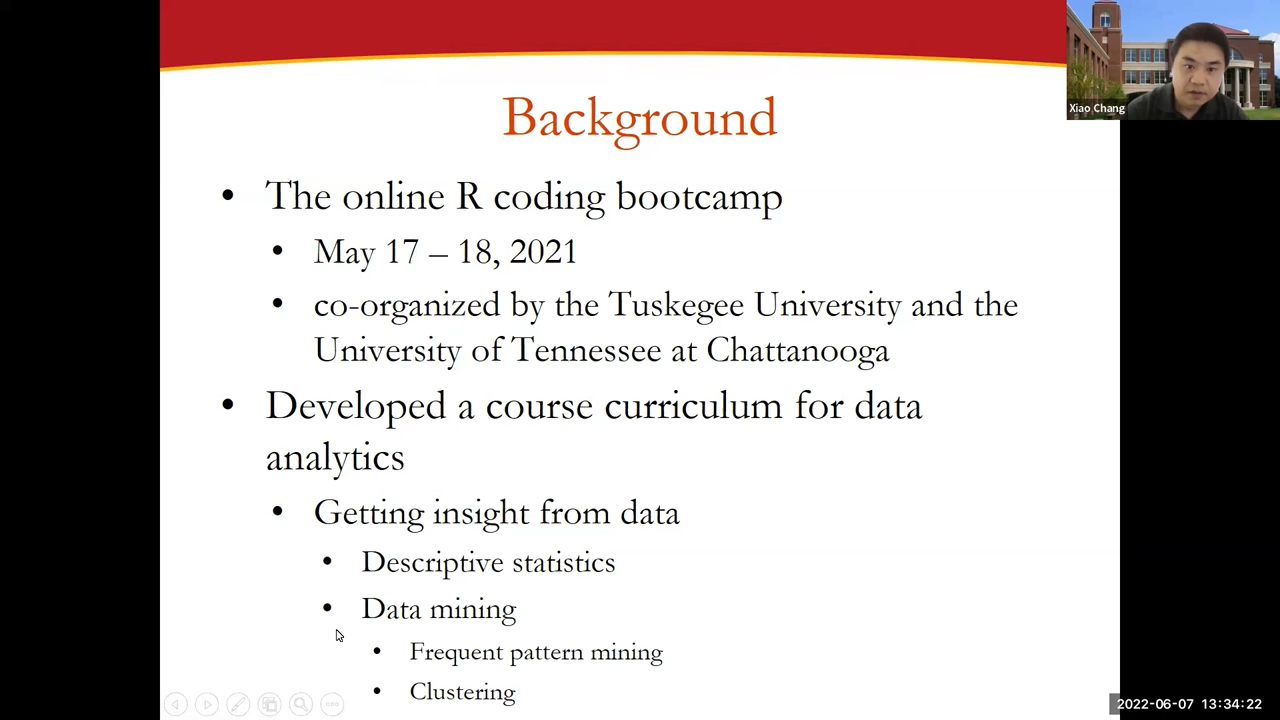 Xiao Chang
Background
• The online R coding bootcamp
• May 17 – 18, 2021
• co-organized by the Tuskegee University and the
University of Tennessee at Chattanooga
• Developed a course curriculum for data
analytics
• Getting insight from data
• Descriptive statistics
• Data mining
• Frequent pattern mining
• Clustering
2022-06-07 13:34:22